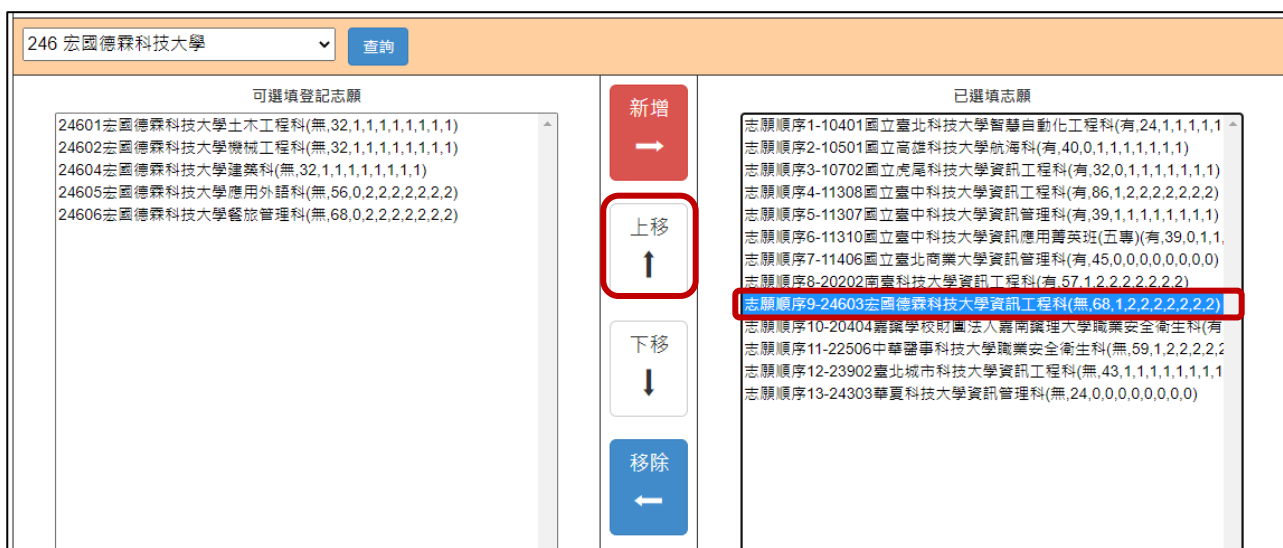 246 宏國德霖科技大學
查詢
可選填登記志願
24601宏國德霖科技大學土木工程科(無,32,1,1,1,1,1,1,1,1)
24602宏國德霖科技大學機械工程科(無,32,1,1,1,1,1,1,1,1)
24604宏國德霖科技大學建築科(無,32,1,1,1,1,1,1,1,1)
24605宏國德霖科技大學應用外語科(無,56,0,2,2,2,2,2,2,2)
24606宏國德霖科技大學餐旅管理科(無,68,0,2,2,2,2,2,2,2)
新增
上移
下移
移除
已選填志願
志願順序1-10401國立臺北科技大學智慧自動化工程科(有,24,1,1,1,1,1
志願順序2-10501國立高雄科技大學航海科(有,40,0,1,1,1,1,1,1,1)
志願順序3-10702國立虎尾科技大學資訊工程科(有,32,0,1,1,1,1,1,1,1)
志願順序4-11308國立臺中科技大學資訊工程科(有,86,1,2,2,2,2,2,2,2)
志願順序5-11307國立臺中科技大學資訊管理科(有,39,1,1,1,1,1,1,1,1)
志願順序6-11310國立臺中科技大學資訊應用菁英班(五專)(有,39,0,1,1,
志願順序7-11406國立臺北商業大學資訊管理科(有,45,0,0,0,0,0,0,0,0)
志願順序8-20202南臺科技大學資訊工程科(有,57,1,2,2,2,2,2,2,2)
志願順序9-24603宏國德霖科技大學資訊工程科(無,68,1,2,2,2,2,2,2,2)
志願順序10-20404嘉藥學校財團法人嘉南藥理大學職業安全衛生科(有
志願順序11-22506中華醫事科技大學職業安全衛生科(無,59,1,2,2,2,2,2
志願順序12-23902臺北城市科技大學資訊工程科(無,43,1,1,1,1,1,1,1,1
志願順序13-24303華夏科技大學資訊管理科(無,24,0,0,0,0,0,0,0,0)